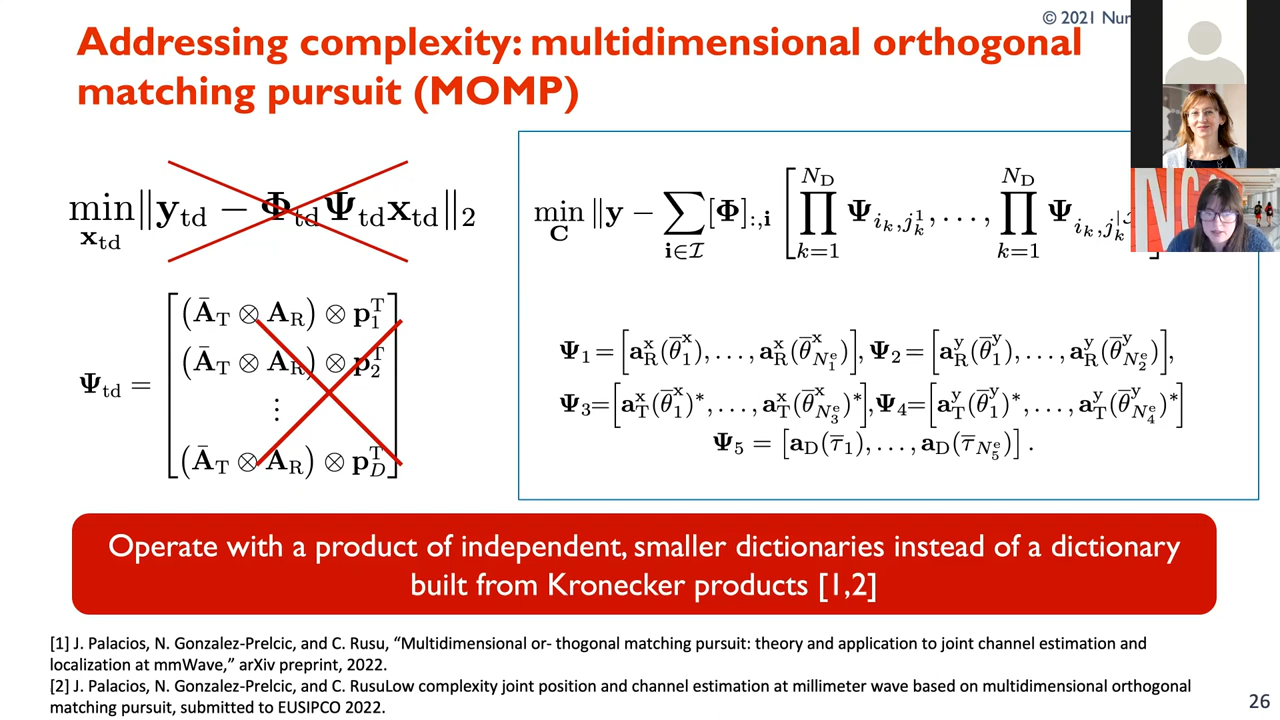 © 2021 Nur
Addressing complexity: multidimensional orthogonal
matching pursuit (MOMP)
min_{x_td} ‖y_td − Φ_td Ψ_td x_td‖_2
Ψ_td = [ (Ā_T ⊗ A_R) ⊗ p_1^T
(Ā_T ⊗ A_R) ⊗ p_2^T
⋮
(Ā_T ⊗ A_R) ⊗ p_D^T ]
min_C ‖y − ∑_{i∈I} [Φ]_{:,i} [ ∏_{k=1}^{N_D} Ψ_{i_k,j_k^1}, …, ∏_{k=1}^{N_D} Ψ_{i_k,j_k^{|
Ψ_1 = [a_R^x(θ̄_1^x), …, a_R^x(θ̄_{N_1^e}^x)], Ψ_2 = [a_R^y(θ̄_1^y), …, a_R^y(θ̄_{N_2^e}^y)],
Ψ_3 = [a_T^x(θ̄_1^x)*, …, a_T^x(θ̄_{N_3^e}^x)*], Ψ_4 = [a_T^y(θ̄_1^y)*, …, a_T^y(θ̄_{N_4^e}^y)*]
Ψ_5 = [a_D(τ̄_1), …, a_D(τ̄_{N_5^e})] .
Operate with a product of independent, smaller dictionaries instead of a dictionary
built from Kronecker products [1,2]
[1] J. Palacios, N. Gonzalez-Prelcic, and C. Rusu, “Multidimensional or- thogonal matching pursuit: theory and application to joint channel estimation and
localization at mmWave,” arXiv preprint, 2022.
[2] J. Palacios, N. Gonzalez-Prelcic, and C. RusuLow complexity joint position and channel estimation at millimeter wave based on multidimensional orthogonal
matching pursuit, submitted to EUSIPCO 2022.
26